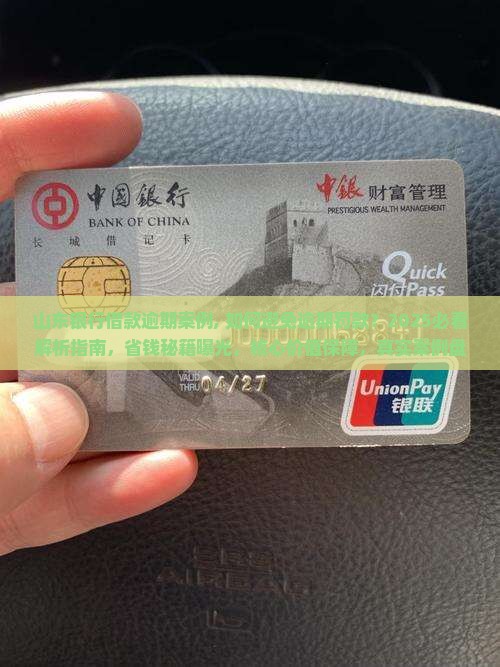 中国银行
BANK OF CHINA
长城借记卡
中银 财富管理
PRESTIGIOUS WEALTH MANAGEMENT
Quick
闪付Pass
山东银行借款逾期案例,
解析指南，省钱秘籍曝光，
VALID
THRU
04/27
UnionPay
银联
SRS
AIRBAG